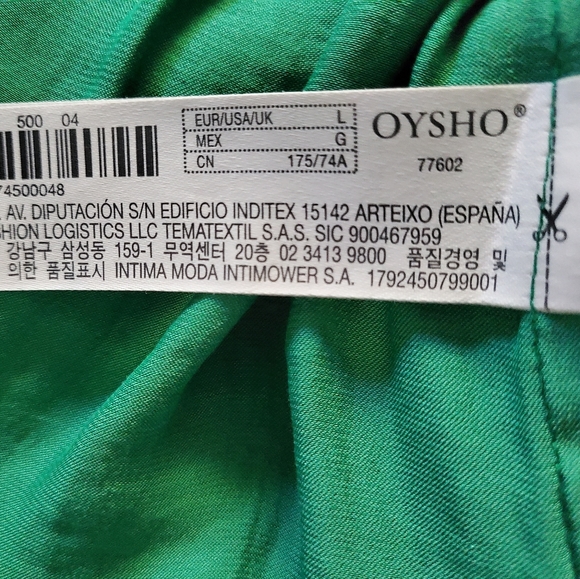 500 04
74500048
EUR/USA/UK L
MEX G
CN 175/74A
OYSHO®
77602
. AV. DIPUTACIÓN S/N EDIFICIO INDITEX 15142 ARTEIXO (ESPAÑA)
SHION LOGISTICS LLC TEMATEXTIL S.A.S. SIC 900467959
강남구 삼성동 159-1 무역센터 20층 02 3413 9800 품질경영 및
의한 품질표시 INTIMA MODA INTIMOWER S.A. 1792450799001